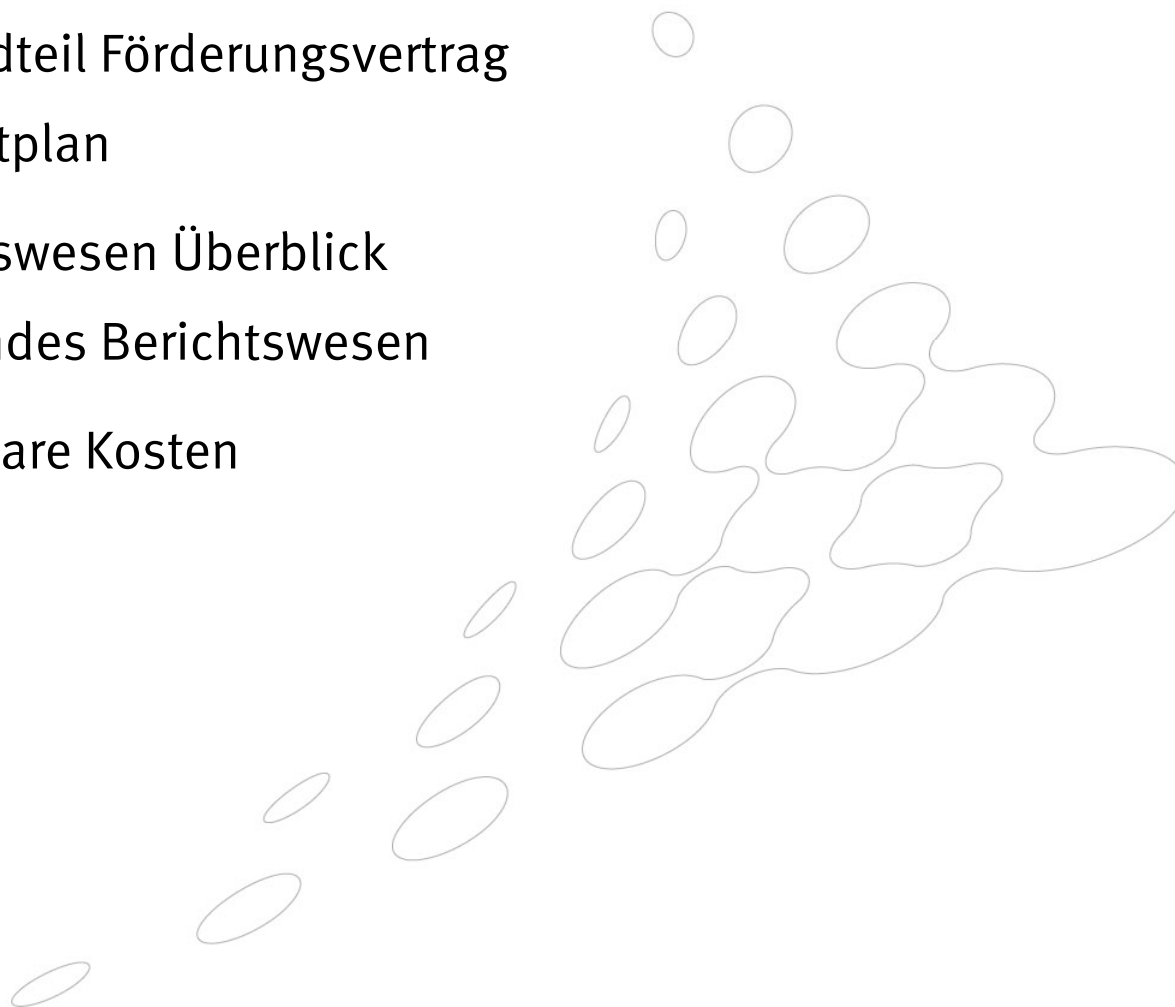 dteil Förderungsvertrag
tplan
swesen Überblick
ndes Berichtswesen
are Kosten